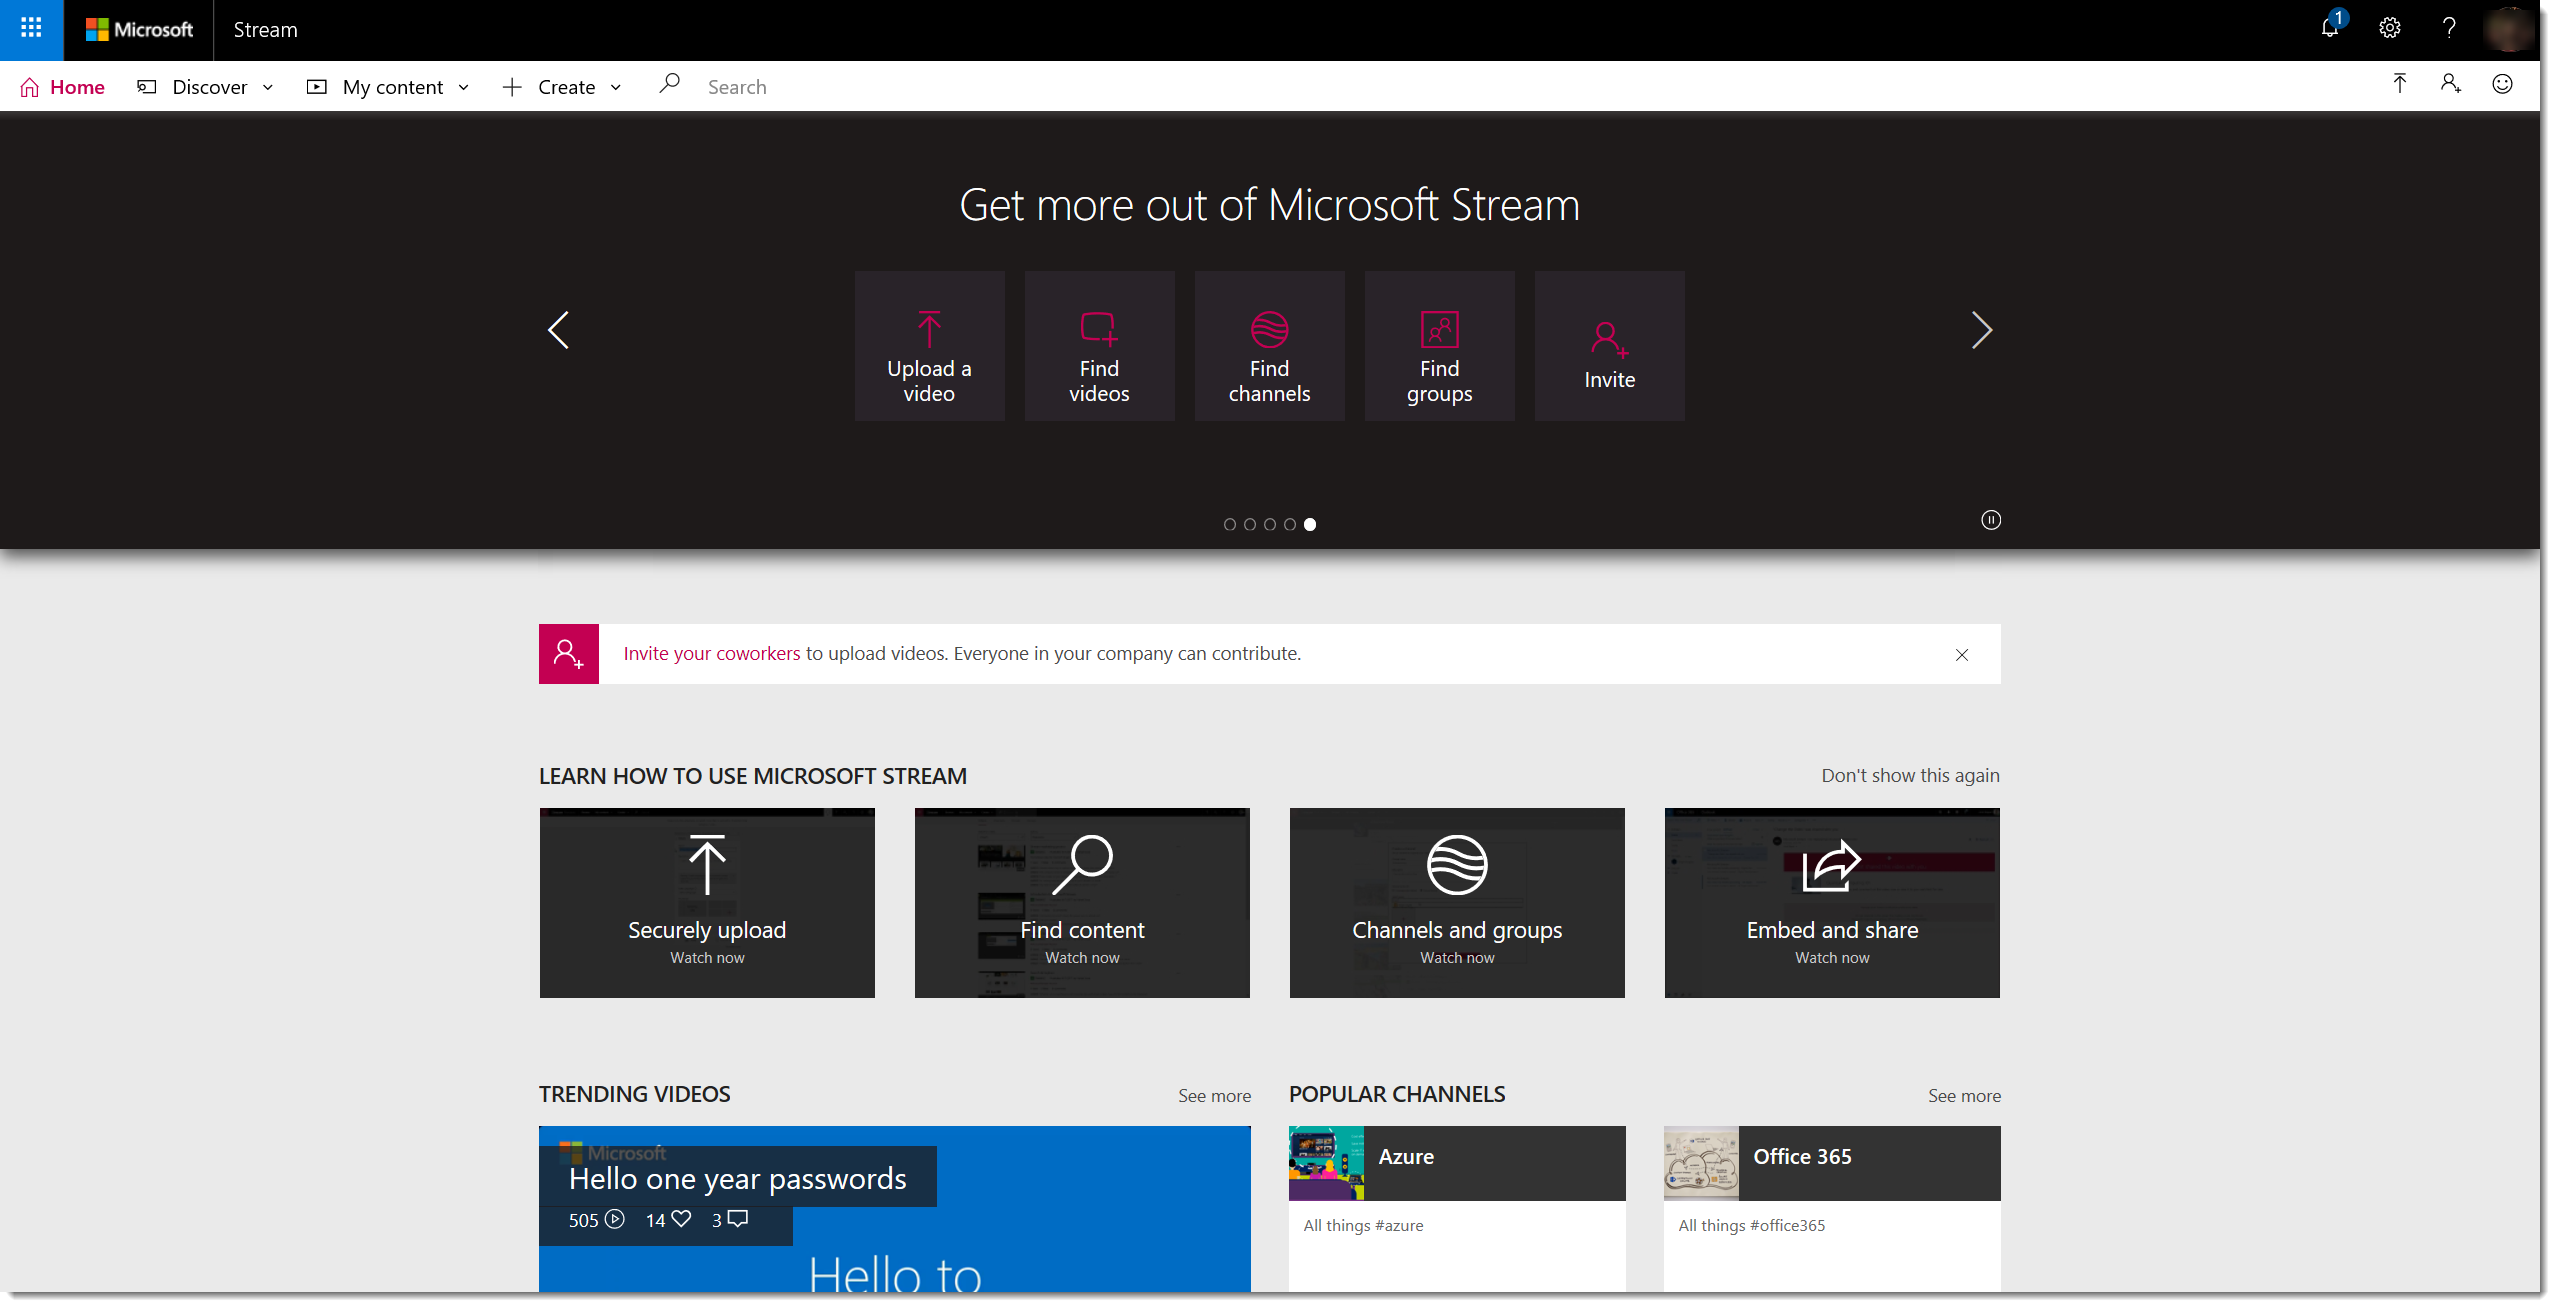 Microsoft Stream
1
Home Discover My content Create Search
Get more out of Microsoft Stream
Upload a
video
Find
videos
Find
channels
Find
groups
Invite
Invite your coworkers to upload videos. Everyone in your company can contribute.
LEARN HOW TO USE MICROSOFT STREAM
Don't show this again
Securely upload
Watch now
Find content
Watch now
Channels and groups
Watch now
Embed and share
Watch now
TRENDING VIDEOS
See more
Microsoft
Hello one year passwords
505 14 3
Hello to
POPULAR CHANNELS
See more
Azure
All things #azure
Office 365
All things #office365